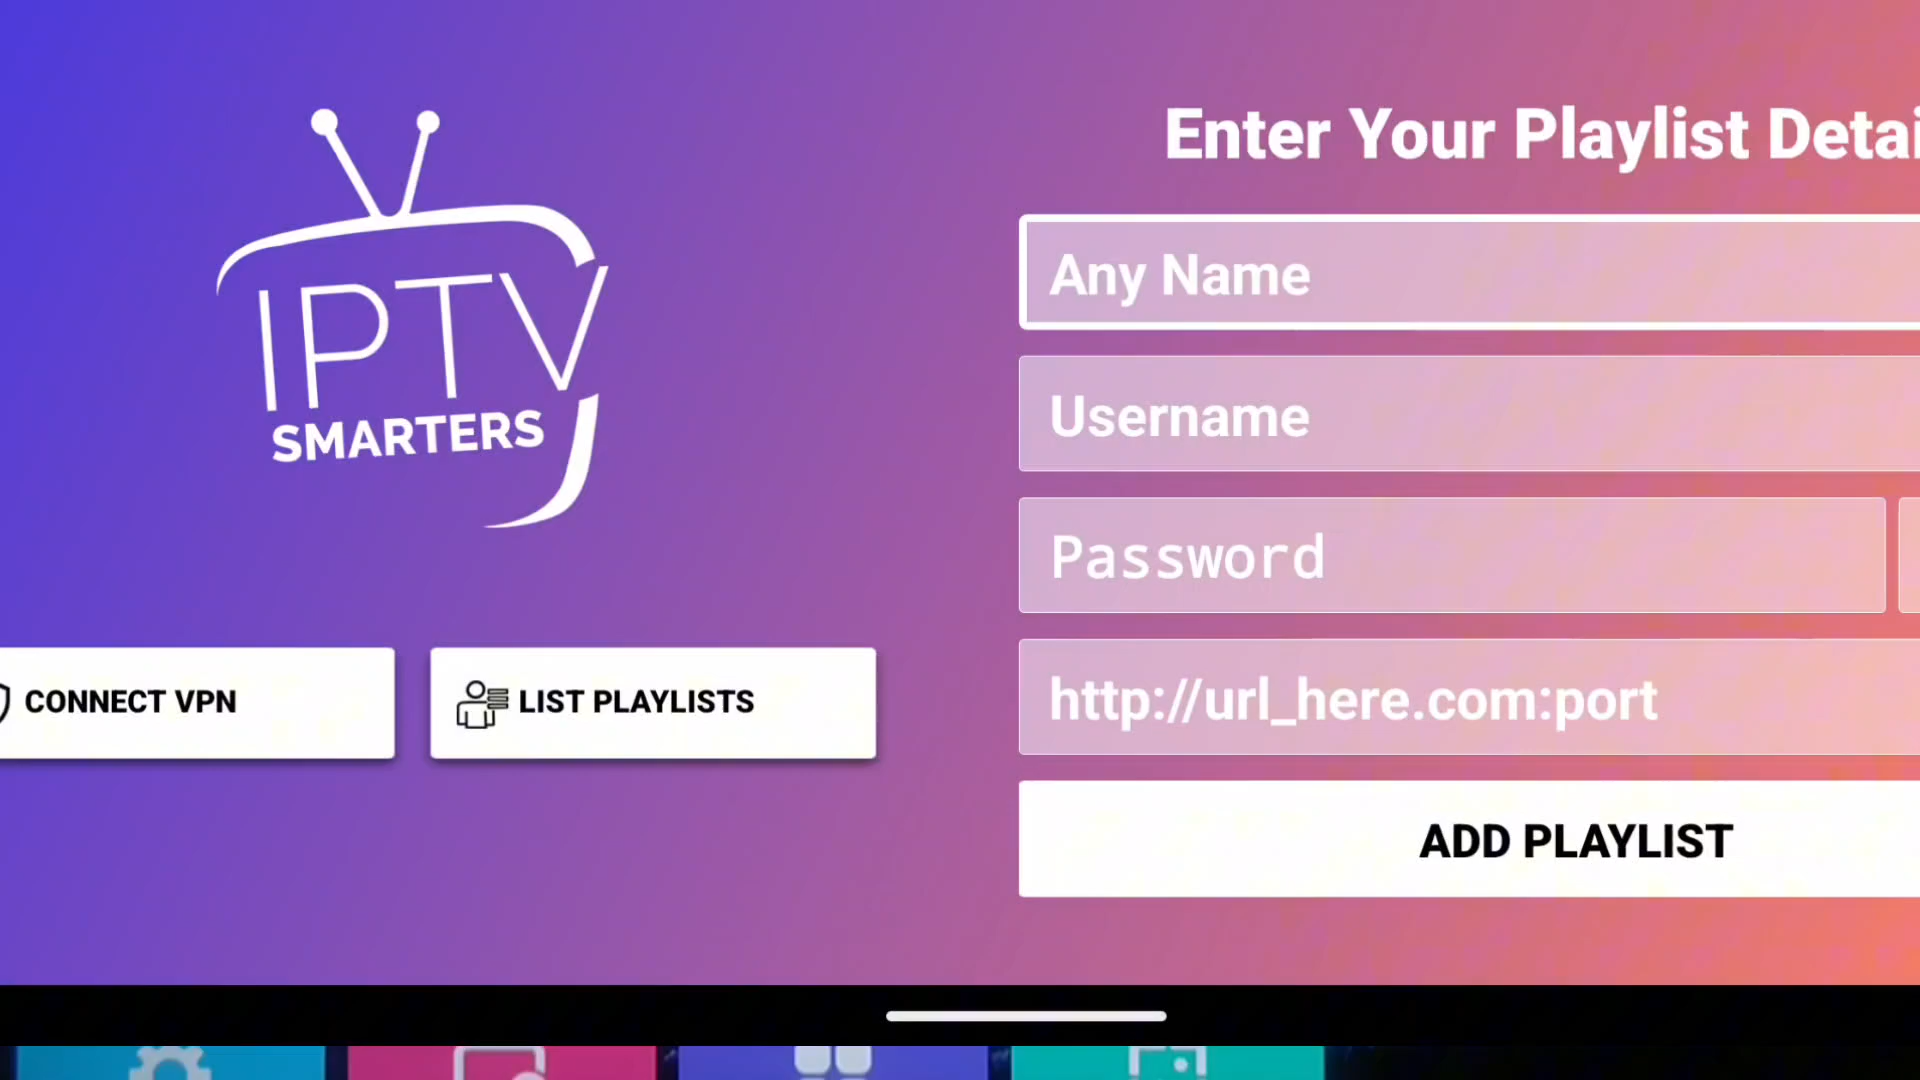 IPTV
SMARTERS
CONNECT VPN
LIST PLAYLISTS
Enter Your Playlist Detai
Any Name
Username
Password
http://url_here.com:port
ADD PLAYLIST